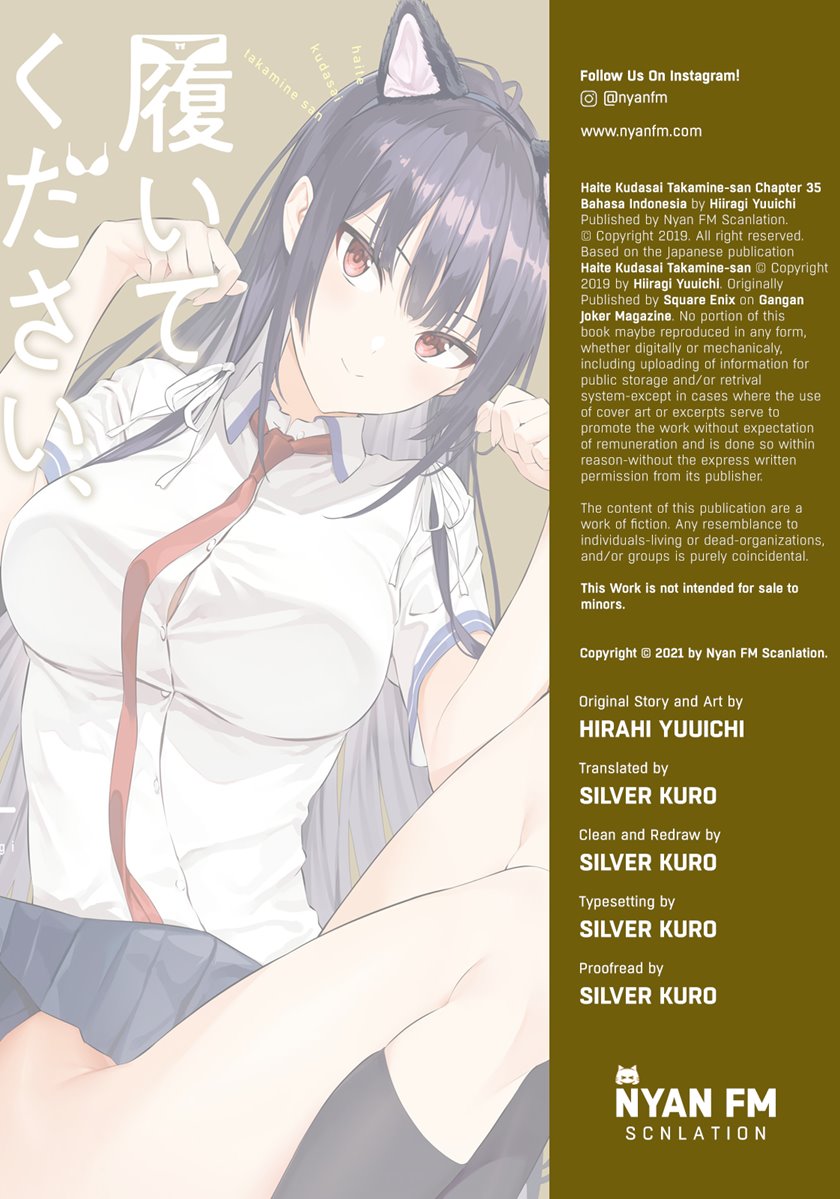 履いて
ください、
haite
kudasai
takamine san
gi
Follow Us On Instagram!
@nyanfm
www.nyanfm.com
Haite Kudasai Takamine-san Chapter 35
Bahasa Indonesia by Hiiragi Yuuichi
Published by Nyan FM Scanlation.
© Copyright 2019. All right reserved.
Based on the Japanese publication
Haite Kudasai Takamine-san © Copyright
2019 by Hiiragi Yuuichi. Originally
Published by Square Enix on Gangan
Joker Magazine. No portion of this
book maybe reproduced in any form,
whether digitally or mechanicaly,
including uploading of information for
public storage and/or retrival
system-except in cases where the use
of cover art or excerpts serve to
promote the work without expectation
of remuneration and is done so within
reason-without the express written
permission from its publisher.
The content of this publication are a
work of fiction. Any resemblance to
individuals-living or dead-organizations,
and/or groups is purely coincidental.
This Work is not intended for sale to
minors.
Copyright © 2021 by Nyan FM Scanlation.
Original Story and Art by
HIRAHI YUUICHI
Translated by
SILVER KURO
Clean and Redraw by
SILVER KURO
Typesetting by
SILVER KURO
Proofread by
SILVER KURO
NYAN FM
SCNLATION